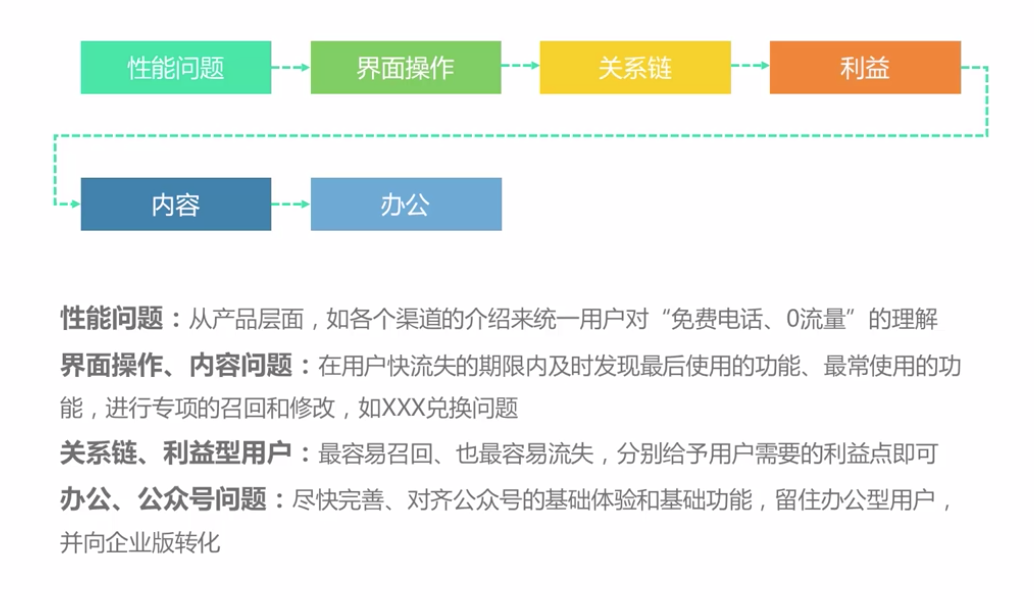 性能问题
界面操作
关系链
利益
内容
办公
性能问题：从产品层面，如各个渠道的介绍来统一用户对“免费电话、0流量”的理解
界面操作、内容问题：在用户快流失的期限内及时发现最后使用的功能、最常使用的功
能，进行专项的召回和修改，如XXX兑换问题
关系链、利益型用户：最容易召回、也最容易流失，分别给予用户需要的利益点即可
办公、公众号问题：尽快完善、对齐公众号的基础体验和基础功能，留住办公型用户，
并向企业版转化